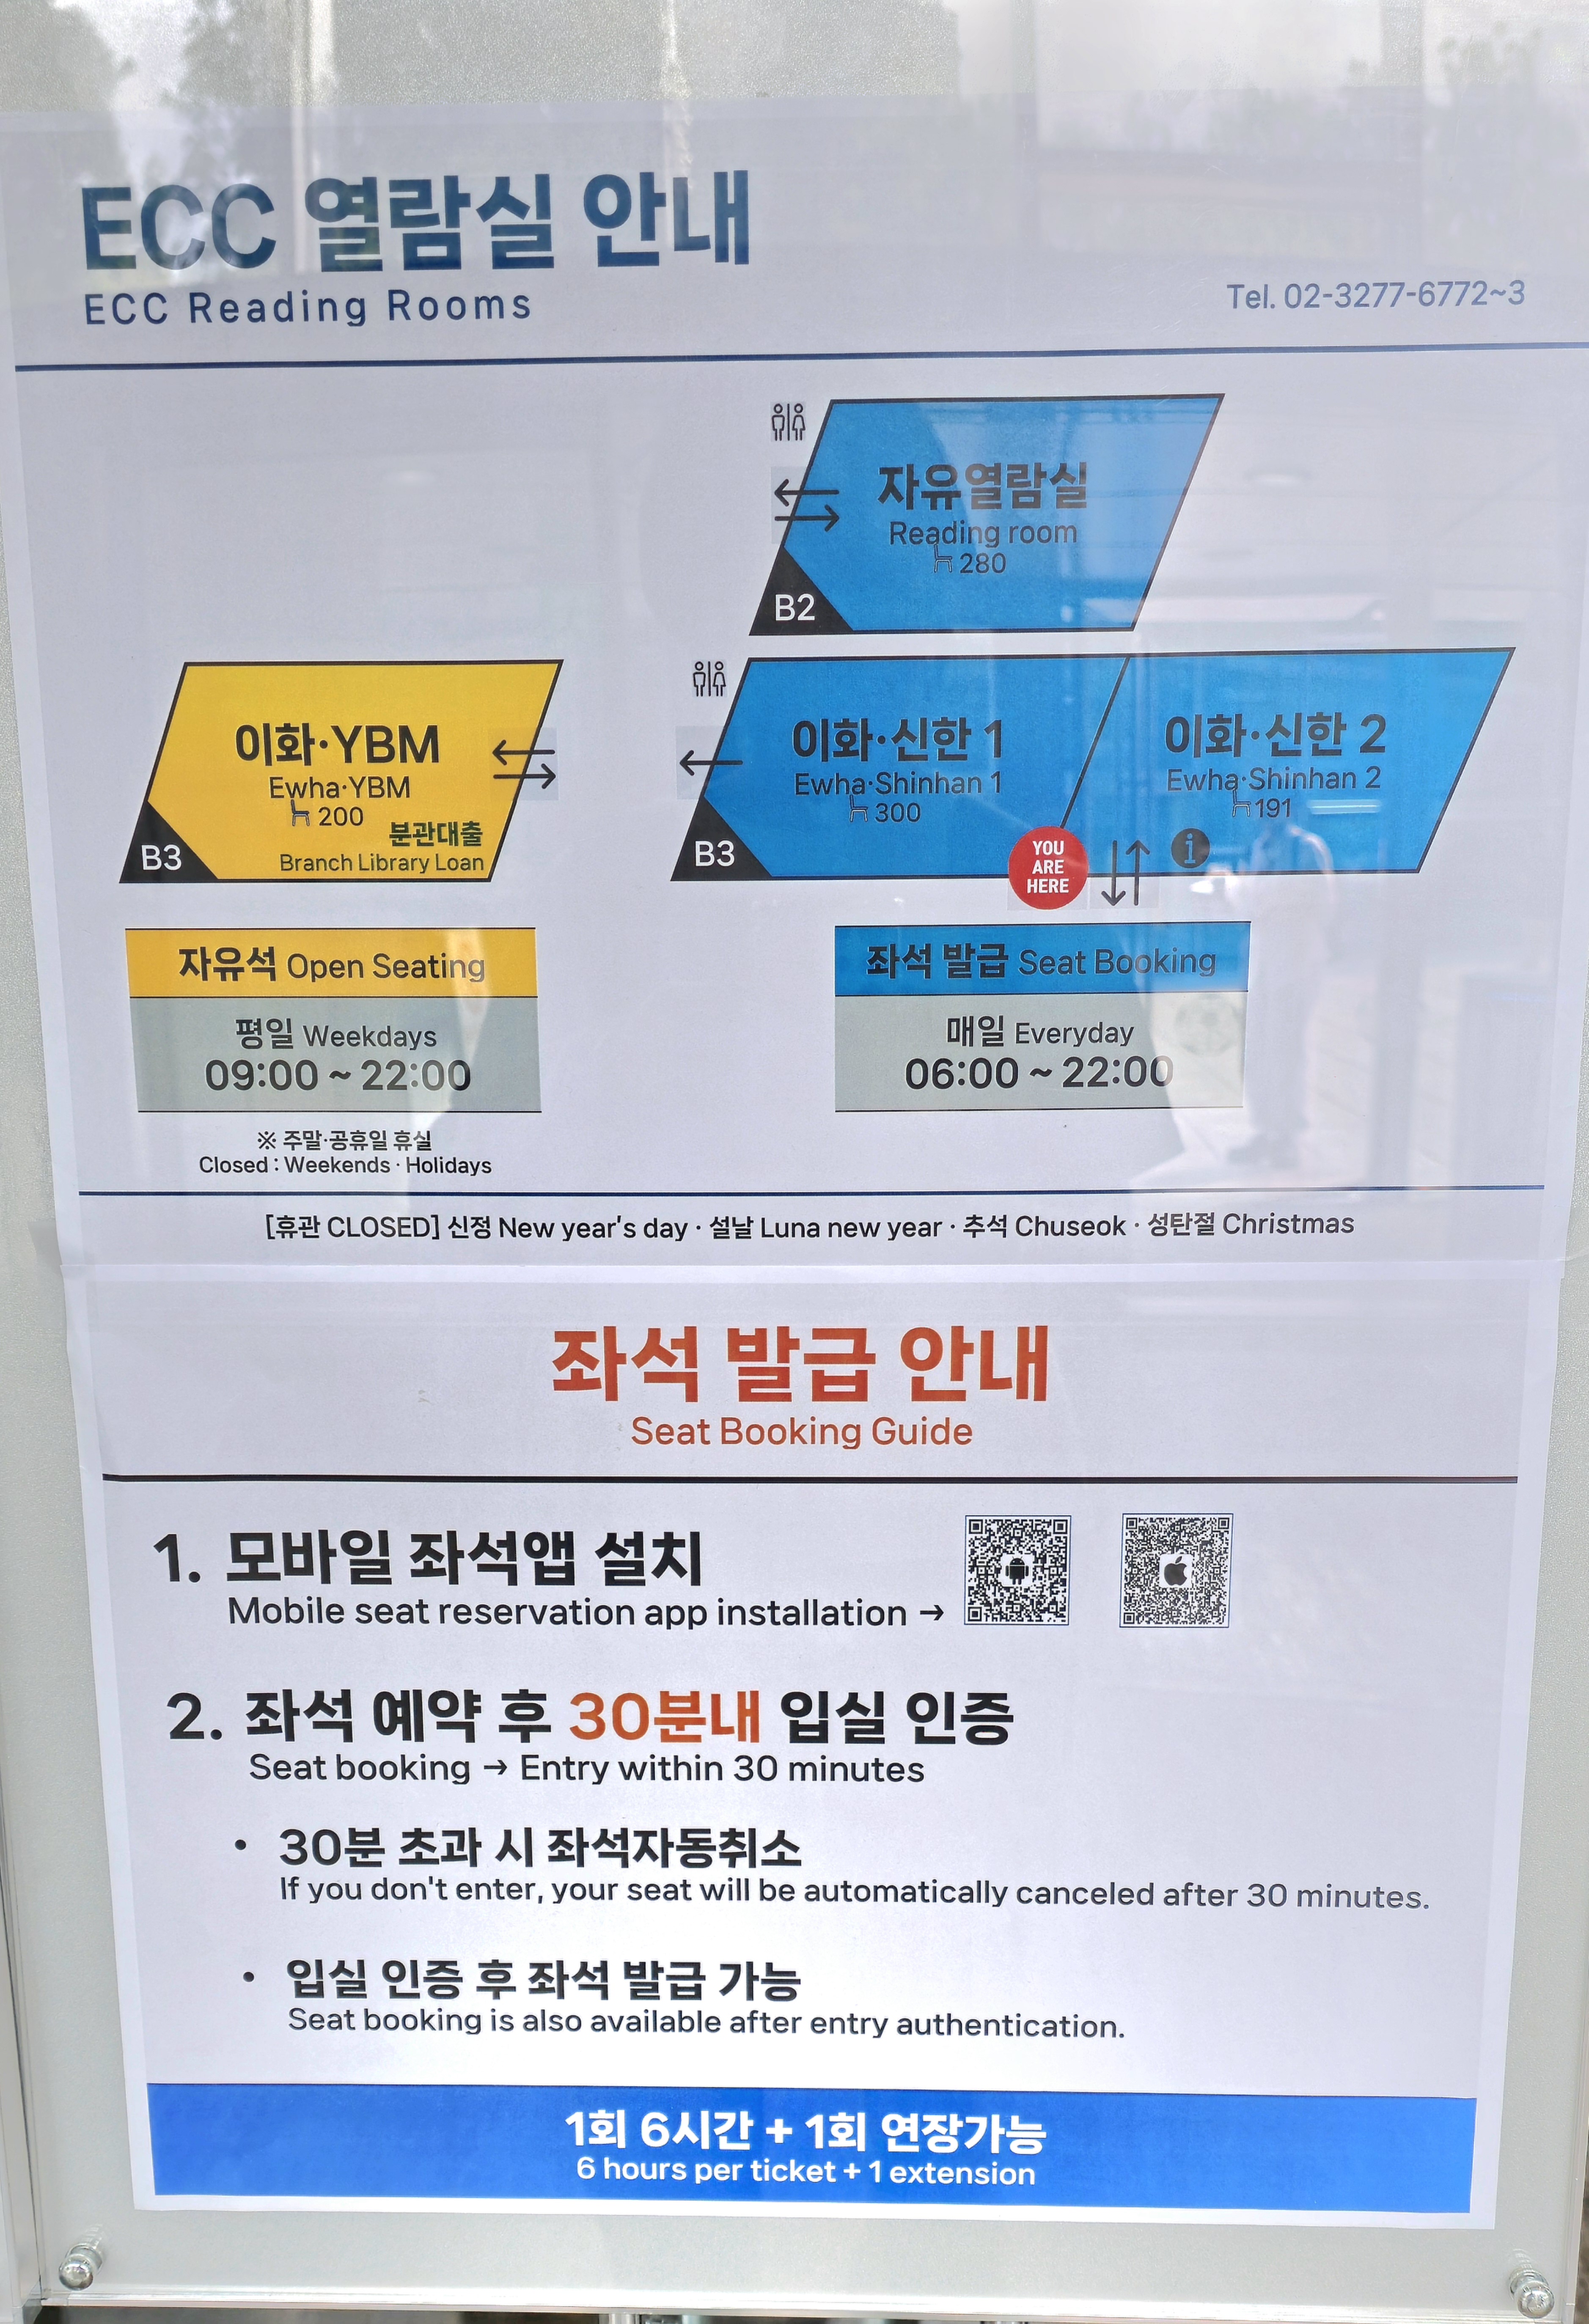 ECC 열람실 안내
ECC Reading Rooms
Tel. 02-3277-6772~3
자유열람실
Reading room
280
B2
이화·YBM
Ewha·YBM
200
분관대출
Branch Library Loan
B3
이화·신한 1
Ewha·Shinhan 1
300
B3
이화·신한 2
Ewha·Shinhan 2
191
YOU
ARE
HERE
i
자유석 Open Seating
평일 Weekdays
09:00 ~ 22:00
※ 주말·공휴일 휴실
Closed : Weekends · Holidays
좌석 발급 Seat Booking
매일 Everyday
06:00 ~ 22:00
[휴관 CLOSED] 신정 New year's day · 설날 Luna new year · 추석 Chuseok · 성탄절 Christmas
좌석 발급 안내
Seat Booking Guide
1. 모바일 좌석앱 설치
Mobile seat reservation app installation →
2. 좌석 예약 후 30분내 입실 인증
Seat booking → Entry within 30 minutes
• 30분 초과 시 좌석자동취소
If you don't enter, your seat will be automatically canceled after 30 minutes.
• 입실 인증 후 좌석 발급 가능
Seat booking is also available after entry authentication.
1회 6시간 + 1회 연장가능
6 hours per ticket + 1 extension